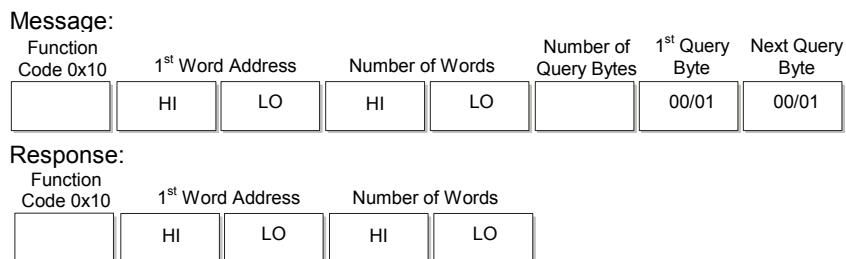 Message:
Function Code 0x10
1st Word Address
Number of Words
Number of Query Bytes
1st Query Byte
Next Query Byte
HI LO HI LO 00/01 00/01
Response:
Function Code 0x10
1st Word Address
Number of Words
HI LO HI LO